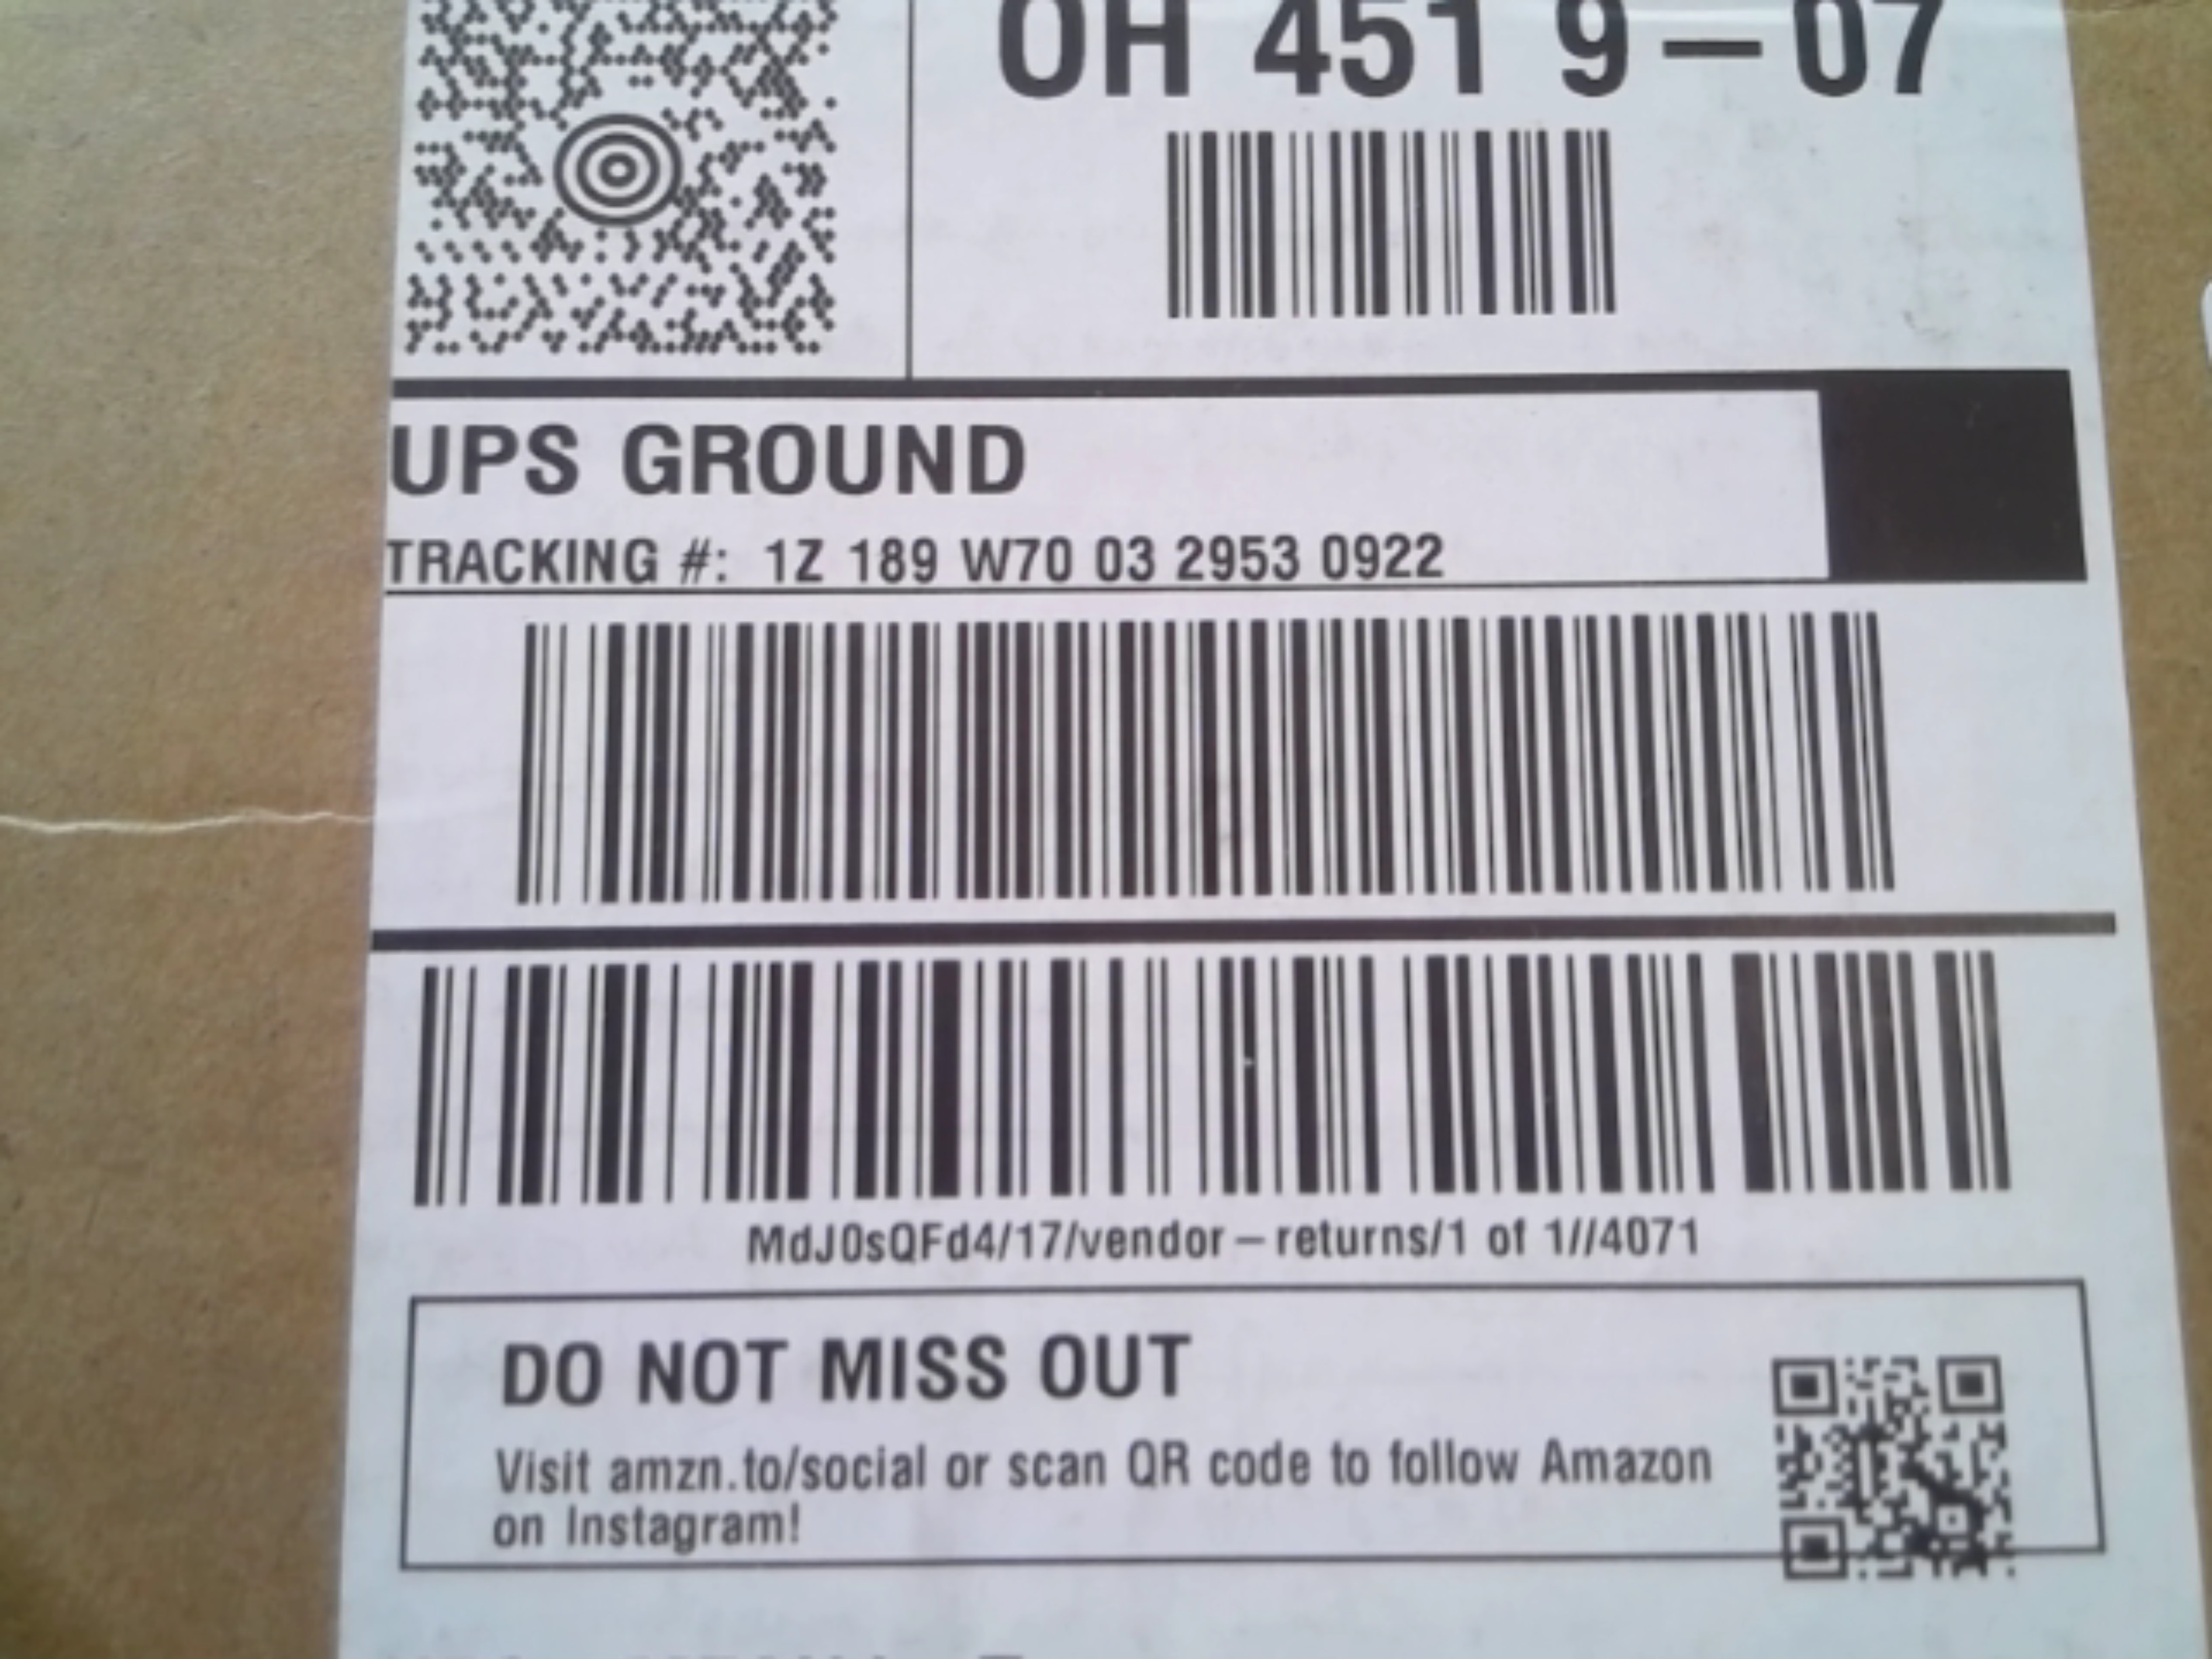 OH 451 9-07
UPS GROUND
TRACKING #: 1Z 189 W70 03 2953 0922
MdJ0sQFd4/17/vendor-returns/1 of 1//4071
DO NOT MISS OUT
Visit amzn.to/social or scan QR code to follow Amazon
on Instagram!